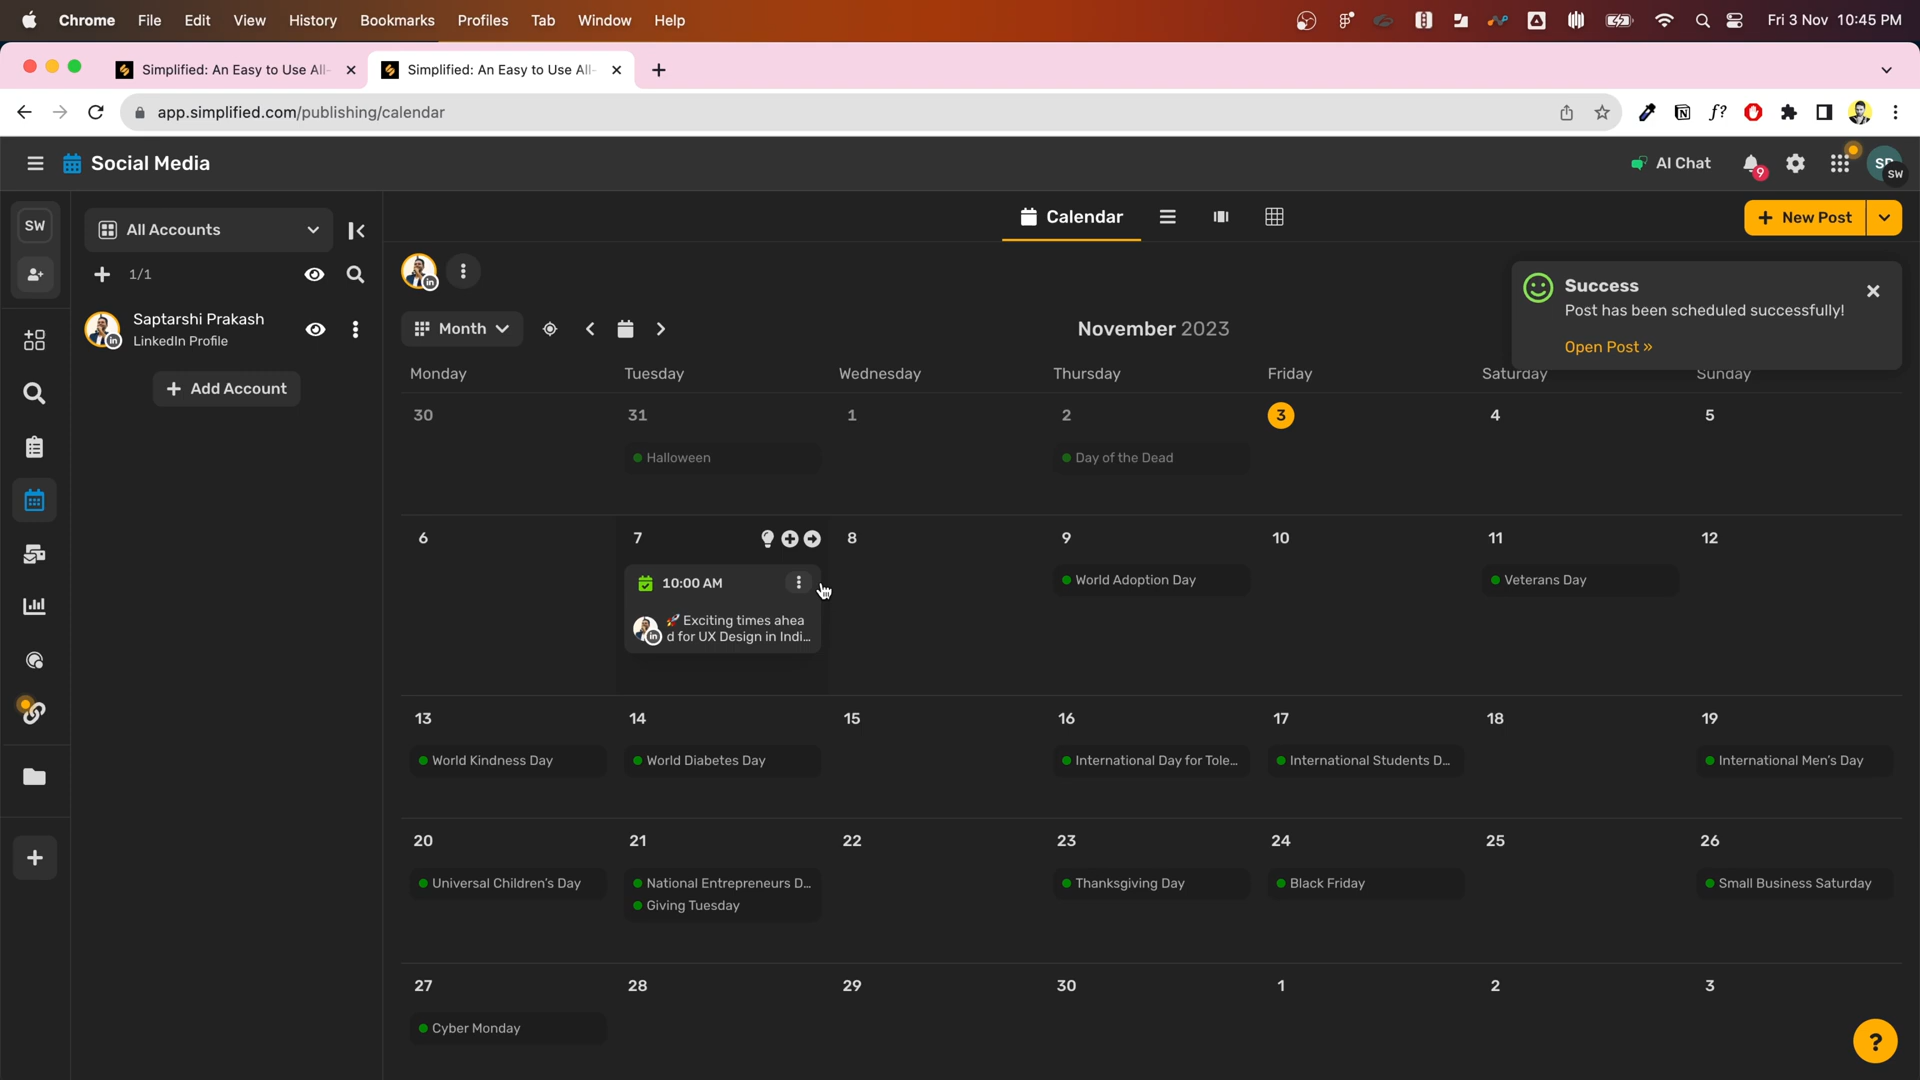 Chrome File Edit View History Bookmarks Profiles Tab Window Help Fri 3 Nov 10:45 PM
Simplified: An Easy to Use All- Simplified: An Easy to Use All-
app.simplified.com/publishing/calendar f?
Social Media AI Chat 9 SW
SW All Accounts Calendar + New Post
1/1
Saptarshi Prakash
LinkedIn Profile
+ Add Account
Success
Post has been scheduled successfully!
Open Post »
Month November 2023
Monday Tuesday Wednesday Thursday Friday Saturday Sunday
30 31 1 2 3 4 5
Halloween Day of the Dead
6 7 8 9 10 11 12
10:00 AM World Adoption Day Veterans Day
🚀 Exciting times ahea
d for UX Design in Indi...
13 14 15 16 17 18 19
World Kindness Day World Diabetes Day International Day for Tole... International Students D... International Men's Day
20 21 22 23 24 25 26
Universal Children's Day National Entrepreneurs D... Thanksgiving Day Black Friday Small Business Saturday
Giving Tuesday
27 28 29 30 1 2 3
Cyber Monday
?